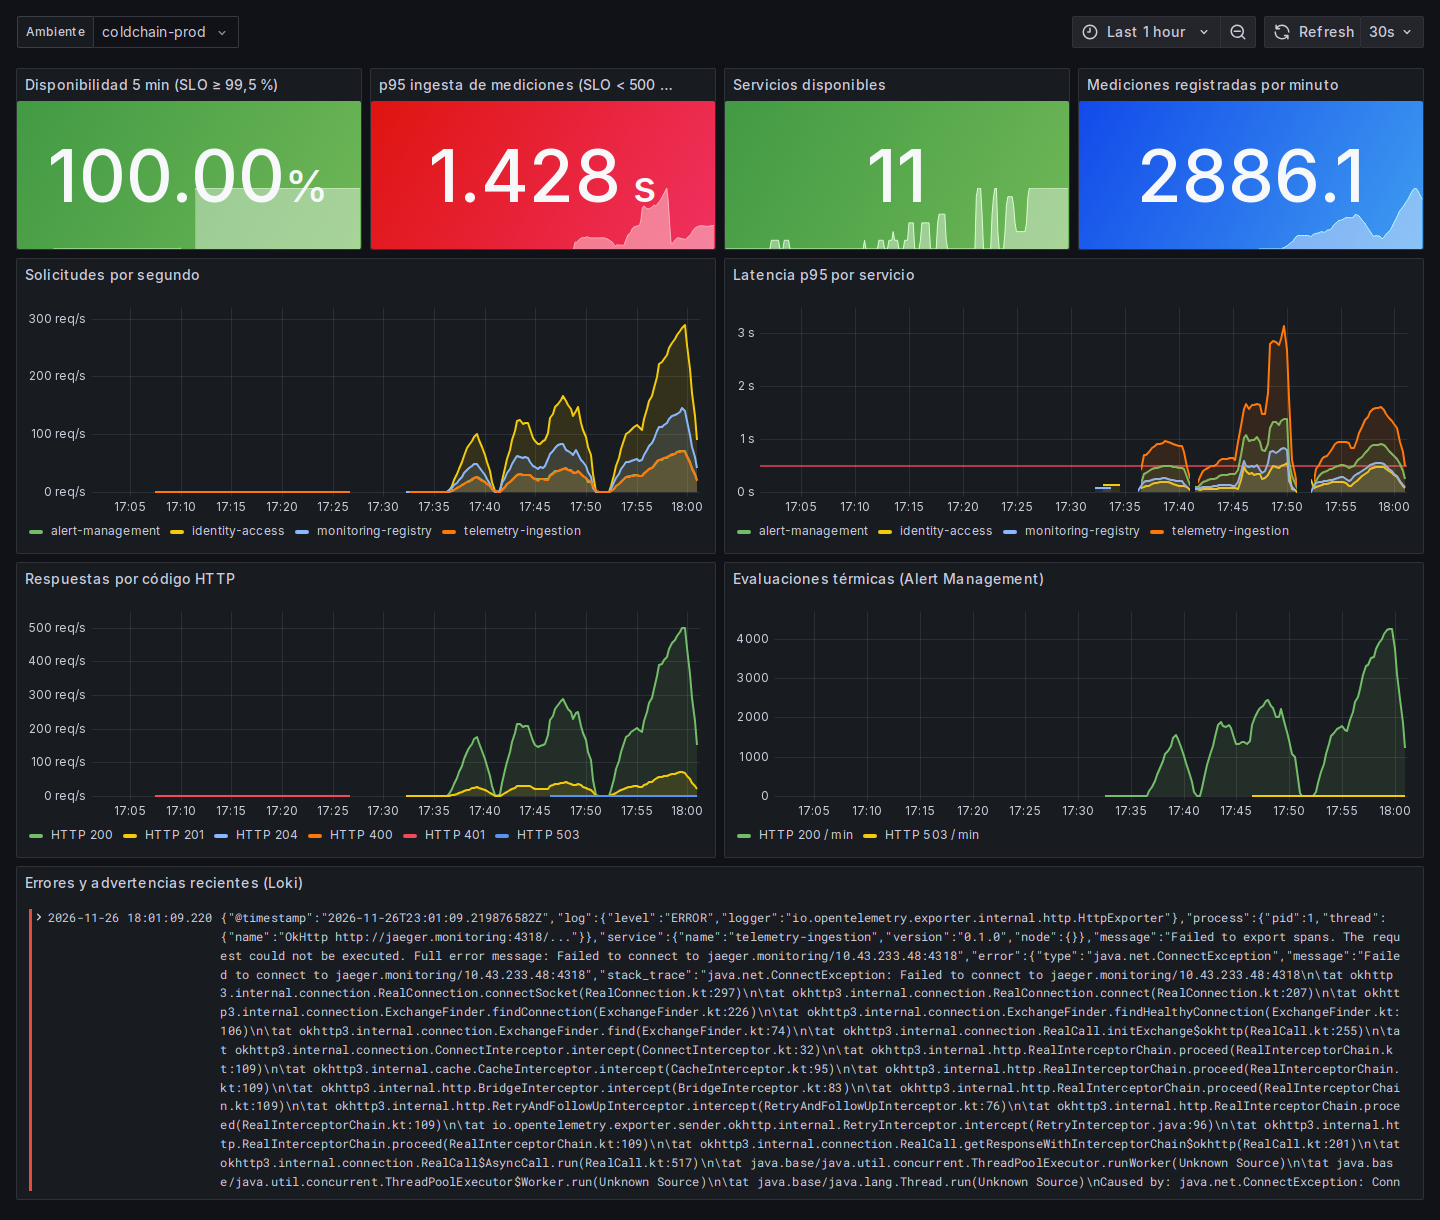 Ambiente coldchain-prod Last 1 hour Refresh 30s
Disponibilidad 5 min (SLO ≥ 99,5 %)
100.00%
p95 ingesta de mediciones (SLO < 500 ...
1.428 s
Servicios disponibles
11
Mediciones registradas por minuto
2886.1
Solicitudes por segundo
300 req/s
200 req/s
100 req/s
0 req/s
17:05 17:10 17:15 17:20 17:25 17:30 17:35 17:40 17:45 17:50 17:55 18:00
alert-management identity-access monitoring-registry telemetry-ingestion
Latencia p95 por servicio
3 s
2 s
1 s
0 s
17:05 17:10 17:15 17:20 17:25 17:30 17:35 17:40 17:45 17:50 17:55 18:00
alert-management identity-access monitoring-registry telemetry-ingestion
Respuestas por código HTTP
500 req/s
400 req/s
300 req/s
200 req/s
100 req/s
0 req/s
17:05 17:10 17:15 17:20 17:25 17:30 17:35 17:40 17:45 17:50 17:55 18:00
HTTP 200 HTTP 201 HTTP 204 HTTP 400 HTTP 401 HTTP 503
Evaluaciones térmicas (Alert Management)
4000
3000
2000
1000
0
17:05 17:10 17:15 17:20 17:25 17:30 17:35 17:40 17:45 17:50 17:55 18:00
HTTP 200 / min HTTP 503 / min
Errores y advertencias recientes (Loki)
2026-11-26 18:01:09.220 {"@timestamp":"2026-11-26T23:01:09.219876582Z","log":{"level":"ERROR","logger":"io.opentelemetry.exporter.internal.http.HttpExporter"},"process":{"pid":1,"thread":
{"name":"OkHttp http://jaeger.monitoring:4318/..."}},"service":{"name":"telemetry-ingestion","version":"0.1.0","node":{}},"message":"Failed to export spans. The requ
est could not be executed. Full error message: Failed to connect to jaeger.monitoring/10.43.233.48:4318","error":{"type":"java.net.ConnectException","message":"Faile
d to connect to jaeger.monitoring/10.43.233.48:4318","stack_trace":"java.net.ConnectException: Failed to connect to jaeger.monitoring/10.43.233.48:4318\n\tat okhttp
3.internal.connection.RealConnection.connectSocket(RealConnection.kt:297)\n\tat okhttp3.internal.connection.RealConnection.connect(RealConnection.kt:207)\n\tat okhtt
p3.internal.connection.ExchangeFinder.findConnection(ExchangeFinder.kt:226)\n\tat okhttp3.internal.connection.ExchangeFinder.findHealthyConnection(ExchangeFinder.kt:
106)\n\tat okhttp3.internal.connection.ExchangeFinder.find(ExchangeFinder.kt:74)\n\tat okhttp3.internal.connection.RealCall.initExchange$okhttp(RealCall.kt:255)\n\ta
t okhttp3.internal.connection.ConnectInterceptor.intercept(ConnectInterceptor.kt:32)\n\tat okhttp3.internal.http.RealInterceptorChain.proceed(RealInterceptorChain.k
t:109)\n\tat okhttp3.internal.cache.CacheInterceptor.intercept(CacheInterceptor.kt:95)\n\tat okhttp3.internal.http.RealInterceptorChain.proceed(RealInterceptorChain.
kt:109)\n\tat okhttp3.internal.http.BridgeInterceptor.intercept(BridgeInterceptor.kt:83)\n\tat okhttp3.internal.http.RealInterceptorChain.proceed(RealInterceptorChai
n.kt:109)\n\tat okhttp3.internal.http.RetryAndFollowUpInterceptor.intercept(RetryAndFollowUpInterceptor.kt:76)\n\tat okhttp3.internal.http.RealInterceptorChain.proce
ed(RealInterceptorChain.kt:109)\n\tat io.opentelemetry.exporter.sender.okhttp.internal.RetryInterceptor.intercept(RetryInterceptor.java:96)\n\tat okhttp3.internal.ht
tp.RealInterceptorChain.proceed(RealInterceptorChain.kt:109)\n\tat okhttp3.internal.connection.RealCall.getResponseWithInterceptorChain$okhttp(RealCall.kt:201)\n\tat
okhttp3.internal.connection.RealCall$AsyncCall.run(RealCall.kt:517)\n\tat java.base/java.util.concurrent.ThreadPoolExecutor.runWorker(Unknown Source)\n\tat java.bas
e/java.util.concurrent.ThreadPoolExecutor$Worker.run(Unknown Source)\n\tat java.base/java.lang.Thread.run(Unknown Source)\nCaused by: java.net.ConnectException: Conn